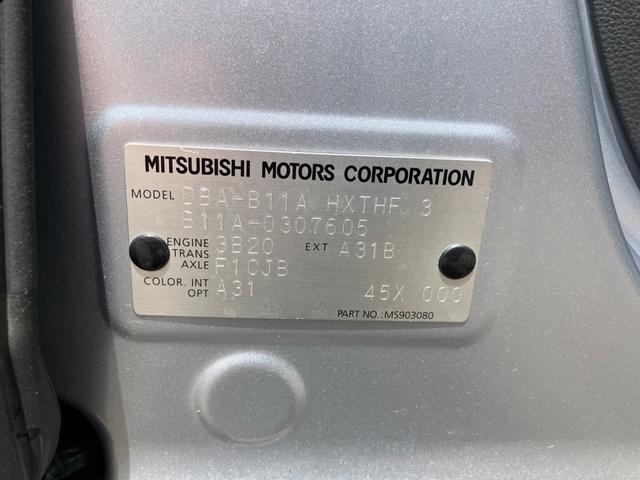 MITSUBISHI MOTORS CORPORATION
MODEL DBA-B11A HXTHF 3
B11A-0307605
ENGINE 3B20 EXT A31B
TRANS
AXLE F1CJB
COLOR. INT A31
OPT 45X 000
PART NO.:MS903080